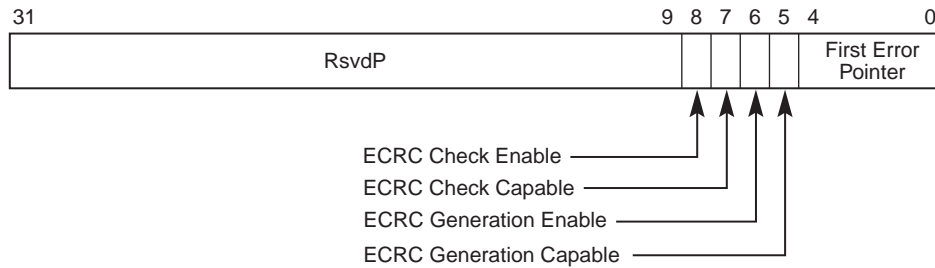 31 9 8 7 6 5 4 0
RsvdP
First Error
Pointer
ECRC Check Enable
ECRC Check Capable
ECRC Generation Enable
ECRC Generation Capable